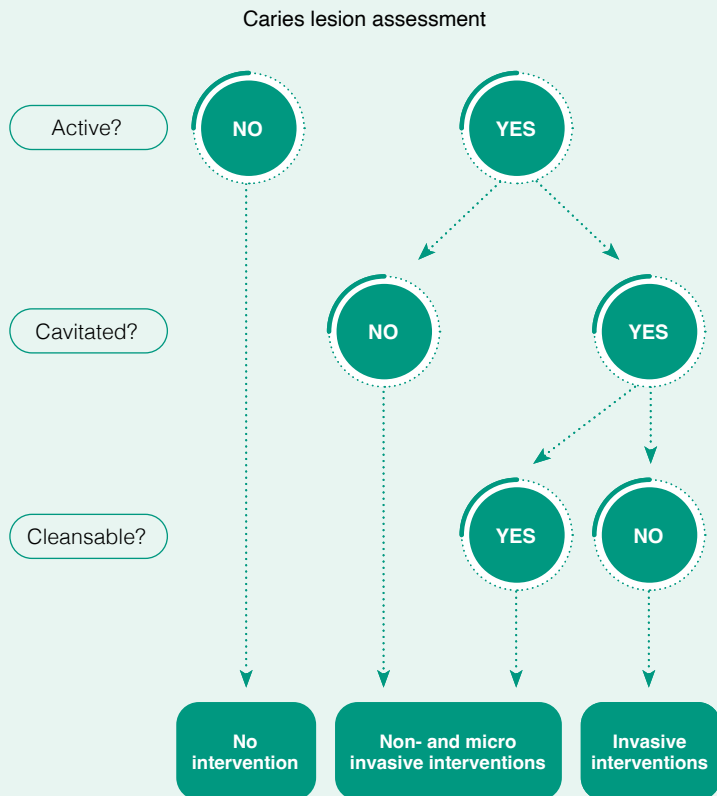 Caries lesion assessment
Active?
NO
YES
Cavitated?
NO
YES
Cleansable?
YES
NO
No
intervention
Non- and micro
invasive interventions
Invasive
interventions